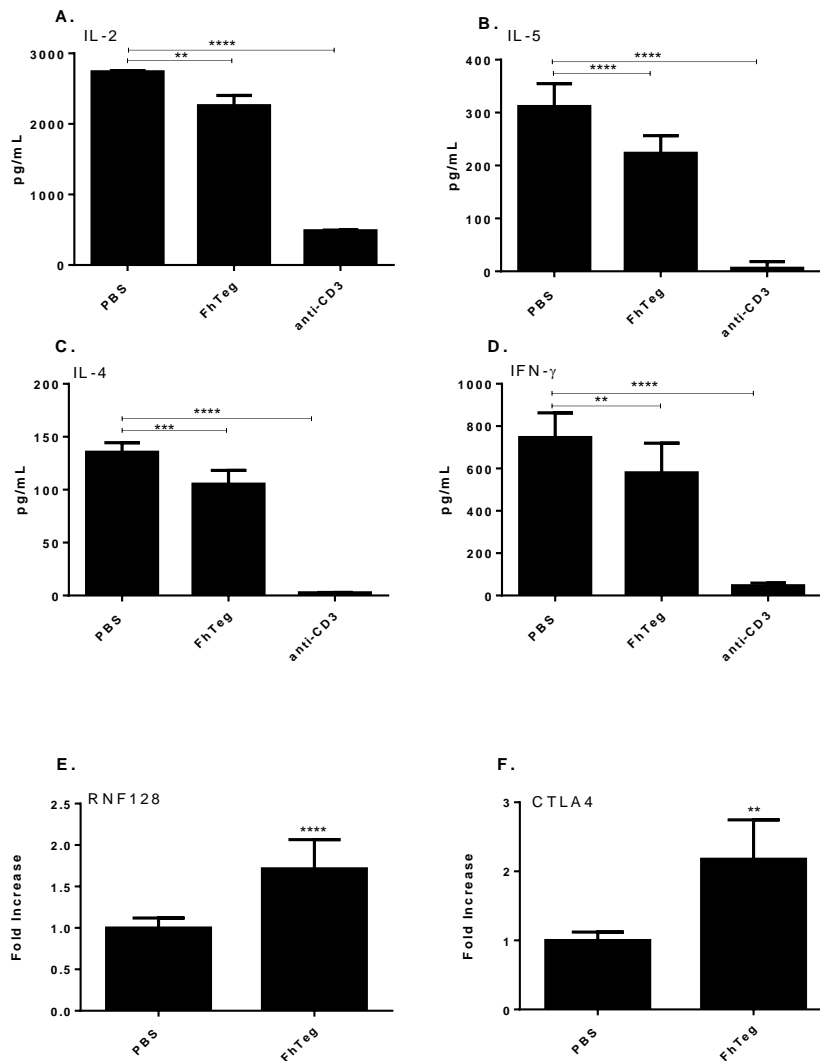 A.
IL-2
****
**
3000
2000
1000
0
pg/mL
PBS
FhTeg
anti-CD3
B.
IL-5
****
****
400
300
200
100
0
pg/mL
PBS
FhTeg
anti-CD3
C.
IL-4
****
***
200
150
100
50
0
pg/mL
PBS
FhTeg
anti-CD3
D.
IFN-γ
****
**
1000
800
600
400
200
0
pg/mL
PBS
FhTeg
anti-CD3
E.
RNF128
****
2.5
2.0
1.5
1.0
0.5
0.0
Fold Increase
PBS
FhTeg
F.
CTLA4
**
3
2
1
0
Fold Increase
PBS
FhTeg